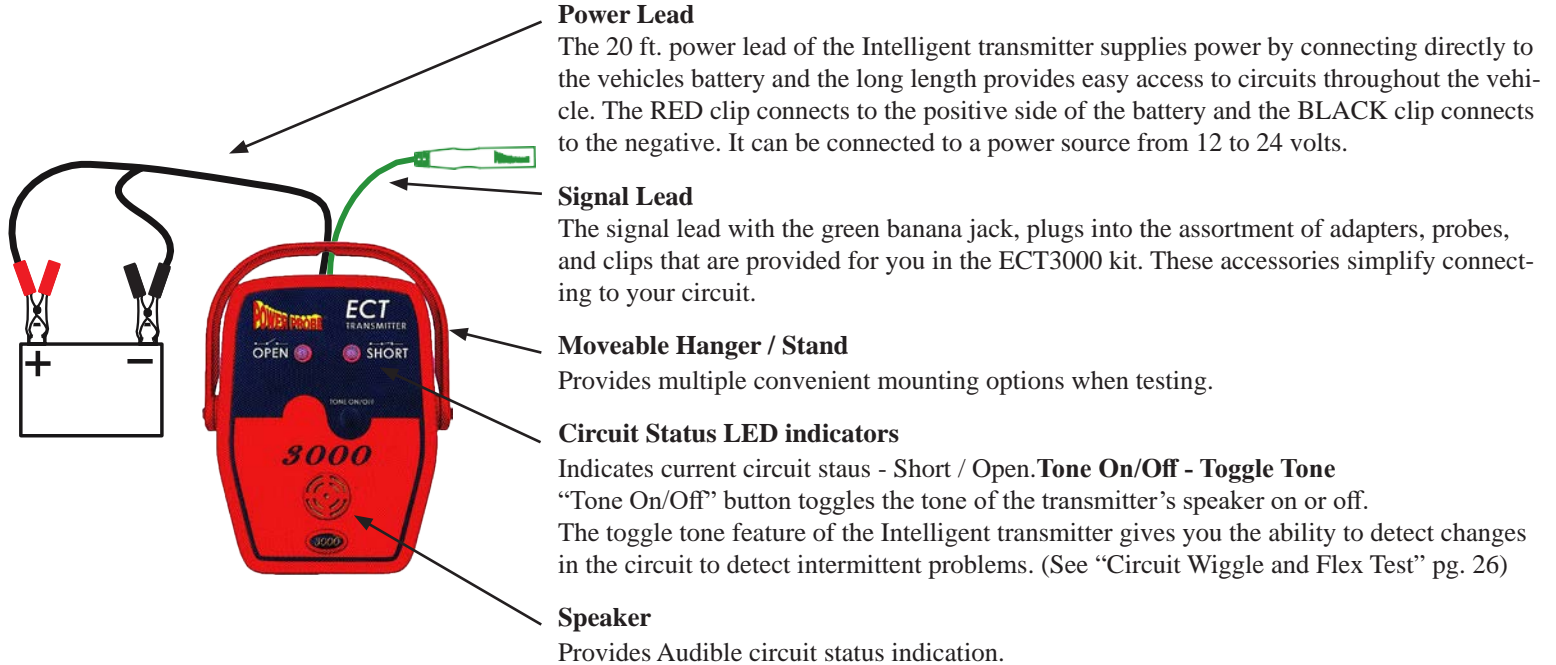 Power Lead
The 20 ft. power lead of the Intelligent transmitter supplies power by connecting directly to
the vehicles battery and the long length provides easy access to circuits throughout the vehi-
cle. The RED clip connects to the positive side of the battery and the BLACK clip connects
to the negative. It can be connected to a power source from 12 to 24 volts.
Signal Lead
The signal lead with the green banana jack, plugs into the assortment of adapters, probes,
and clips that are provided for you in the ECT3000 kit. These accessories simplify connect-
ing to your circuit.
Moveable Hanger / Stand
Provides multiple convenient mounting options when testing.
Circuit Status LED indicators
Indicates current circuit staus - Short / Open.Tone On/Off - Toggle Tone
“Tone On/Off” button toggles the tone of the transmitter’s speaker on or off.
The toggle tone feature of the Intelligent transmitter gives you the ability to detect changes
in the circuit to detect intermittent problems. (See “Circuit Wiggle and Flex Test” pg. 26)
Speaker
Provides Audible circuit status indication.
POWER PROBE
ECT
TRANSMITTER
OPEN
SHORT
TONE ON/OFF
3000
3000
+
−